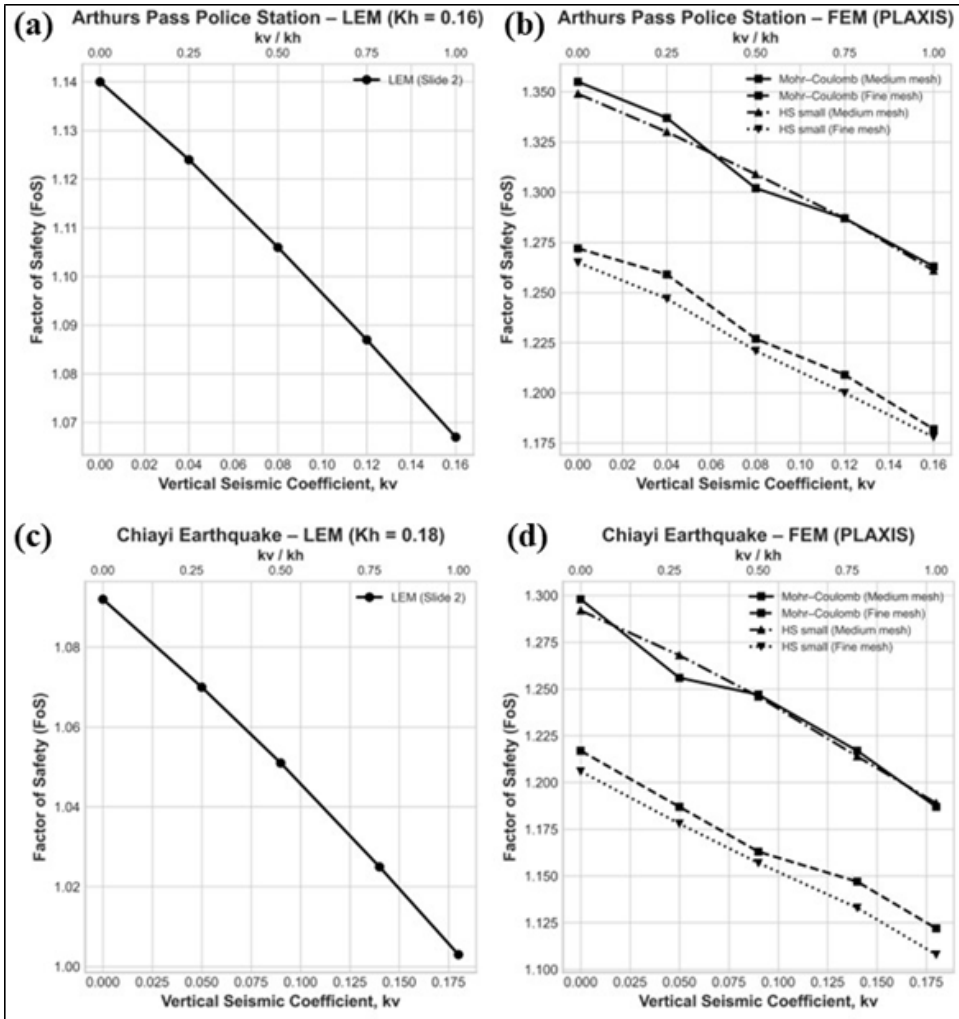 (a)
Arthurs Pass Police Station – LEM (Kh = 0.16)
kv / kh
0.00 0.25 0.50 0.75 1.00
LEM (Slide 2)
Factor of Safety (FoS)
1.14
1.13
1.12
1.11
1.10
1.09
1.08
1.07
0.00 0.02 0.04 0.06 0.08 0.10 0.12 0.14 0.16
Vertical Seismic Coefficient, kv
(b)
Arthurs Pass Police Station – FEM (PLAXIS)
kv / kh
0.00 0.25 0.50 0.75 1.00
Mohr–Coulomb (Medium mesh)
Mohr–Coulomb (Fine mesh)
HS small (Medium mesh)
HS small (Fine mesh)
Factor of Safety (FoS)
1.350
1.325
1.300
1.275
1.250
1.225
1.200
1.175
0.00 0.02 0.04 0.06 0.08 0.10 0.12 0.14 0.16
Vertical Seismic Coefficient, kv
(c)
Chiayi Earthquake – LEM (Kh = 0.18)
kv / kh
0.00 0.25 0.50 0.79 1.00
LEM (Slide 2)
Factor of Safety (FoS)
1.08
1.06
1.04
1.02
1.00
0.000 0.025 0.050 0.075 0.100 0.125 0.150 0.175
Vertical Seismic Coefficient, kv
(d)
Chiayi Earthquake – FEM (PLAXIS)
kv / kh
0.00 0.25 0.50 0.78 1.00
Mohr–Coulomb (Medium mesh)
Mohr–Coulomb (Fine mesh)
HS small (Medium mesh)
HS small (Fine mesh)
Factor of Safety (FoS)
1.300
1.275
1.250
1.225
1.200
1.175
1.150
1.125
1.100
0.000 0.025 0.050 0.075 0.100 0.125 0.150 0.175
Vertical Seismic Coefficient, kv